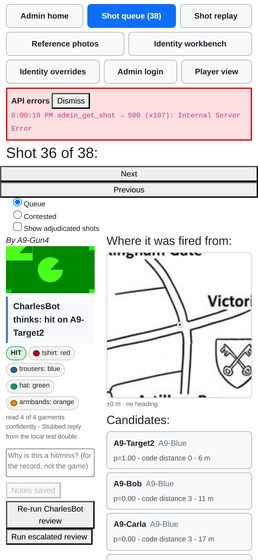 Admin home
Shot queue (38)
Shot replay
Reference photos
Identity workbench
Identity overrides
Admin login
Player view
API errors
Dismiss
8:00:18 PM admin_get_shot → 500 (x107): Internal Server
Error
Shot 36 of 38:
Next
Previous
Queue
Contested
Show adjudicated shots
By A9-Gun4
CharlesBot
thinks: hit on A9-
Target2
HIT
tshirt: red
trousers: blue
hat: green
armbands: orange
read 4 of 4 garments
confidently - Stubbed reply
from the local test double.
Why is this a hit/miss? (for
the record, not the game)
Notes saved
Re-run CharlesBot
review
Run escalated review
Where it was fired from:
Victori
±0 m - no heading
Candidates:
A9-Target2 A9-Blue
p=1.00 - code distance 0 - 6 m
A9-Bob A9-Blue
p=0.00 - code distance 3 - 11 m
A9-Carla A9-Blue
p=0.00 - code distance 3 - 17 m